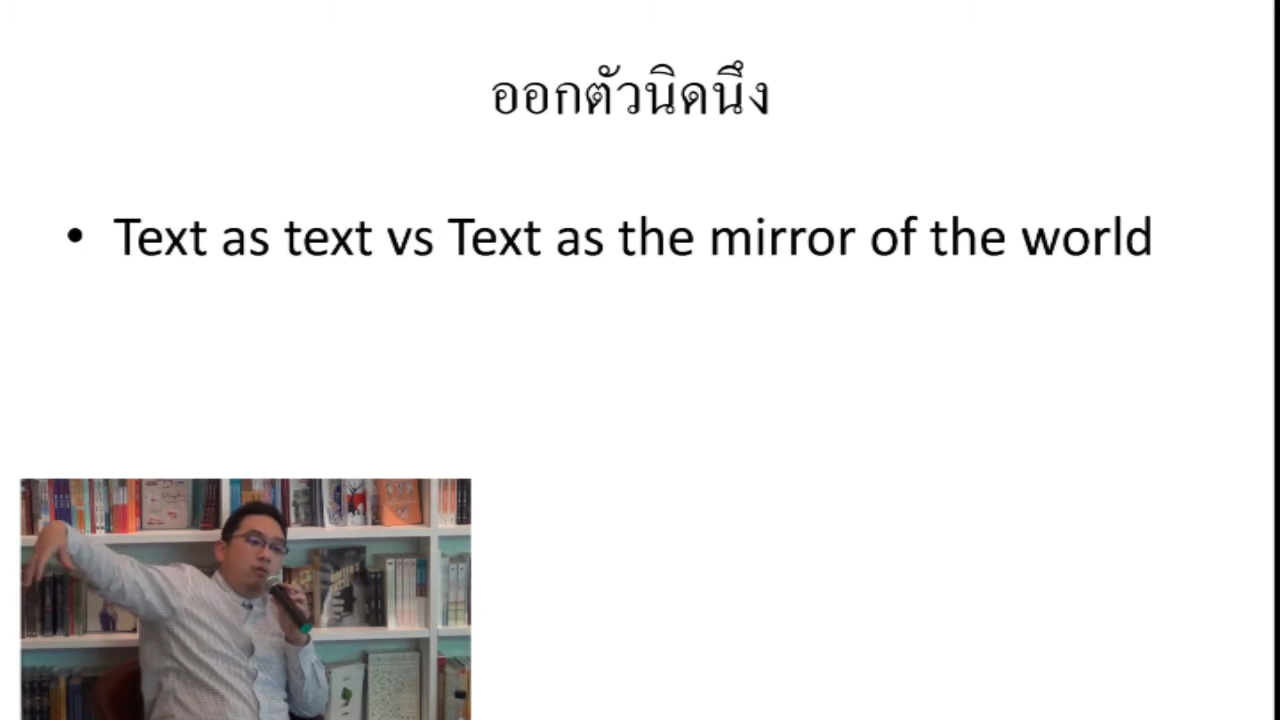 ออกตัวนิดนึง
• Text as text vs Text as the mirror of the world